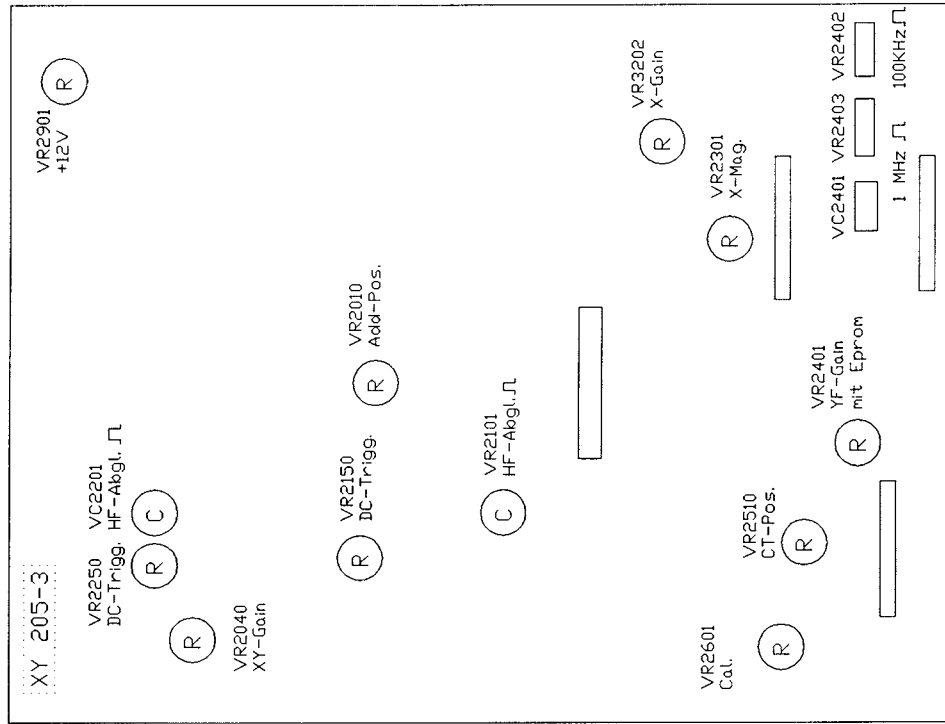 XY 205-3
VR2901
+12V
VR2250 VC2201
DC-Trigg. HF-Abgl.
R
R
C
R
VR2040
XY-Gain
VR2010
Add-Pos.
R
VR2150
DC-Trigg.
R
VR2101
HF-Abgl.
C
VR3202
X-Gain
R
VR2301
X-Mag.
R
VR2601
Cal.
R
VR2510
CT-Pos.
R
VR2401
YF-Gain
mit Eprom
R
VC2401 VR2403 VR2402
1 MHz 100KHz